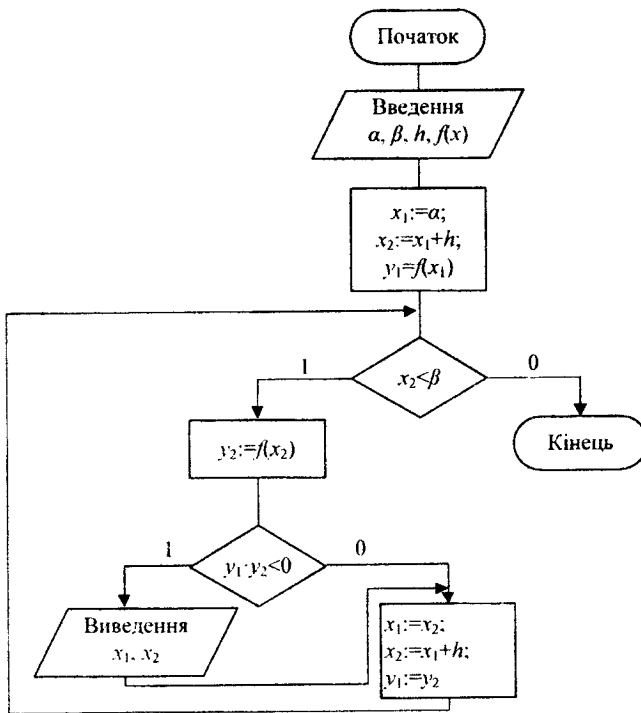 Початок
Введення
α, β, h, f(x)
x₁:=α;
x₂:=x₁+h;
y₁=f(x₁)
1
x₂<β
0
Кінець
y₂:=f(x₂)
1
y₁·y₂<0
0
Виведення
x₁, x₂
x₁:=x₂;
x₂:=x₁+h;
y₁:=y₂